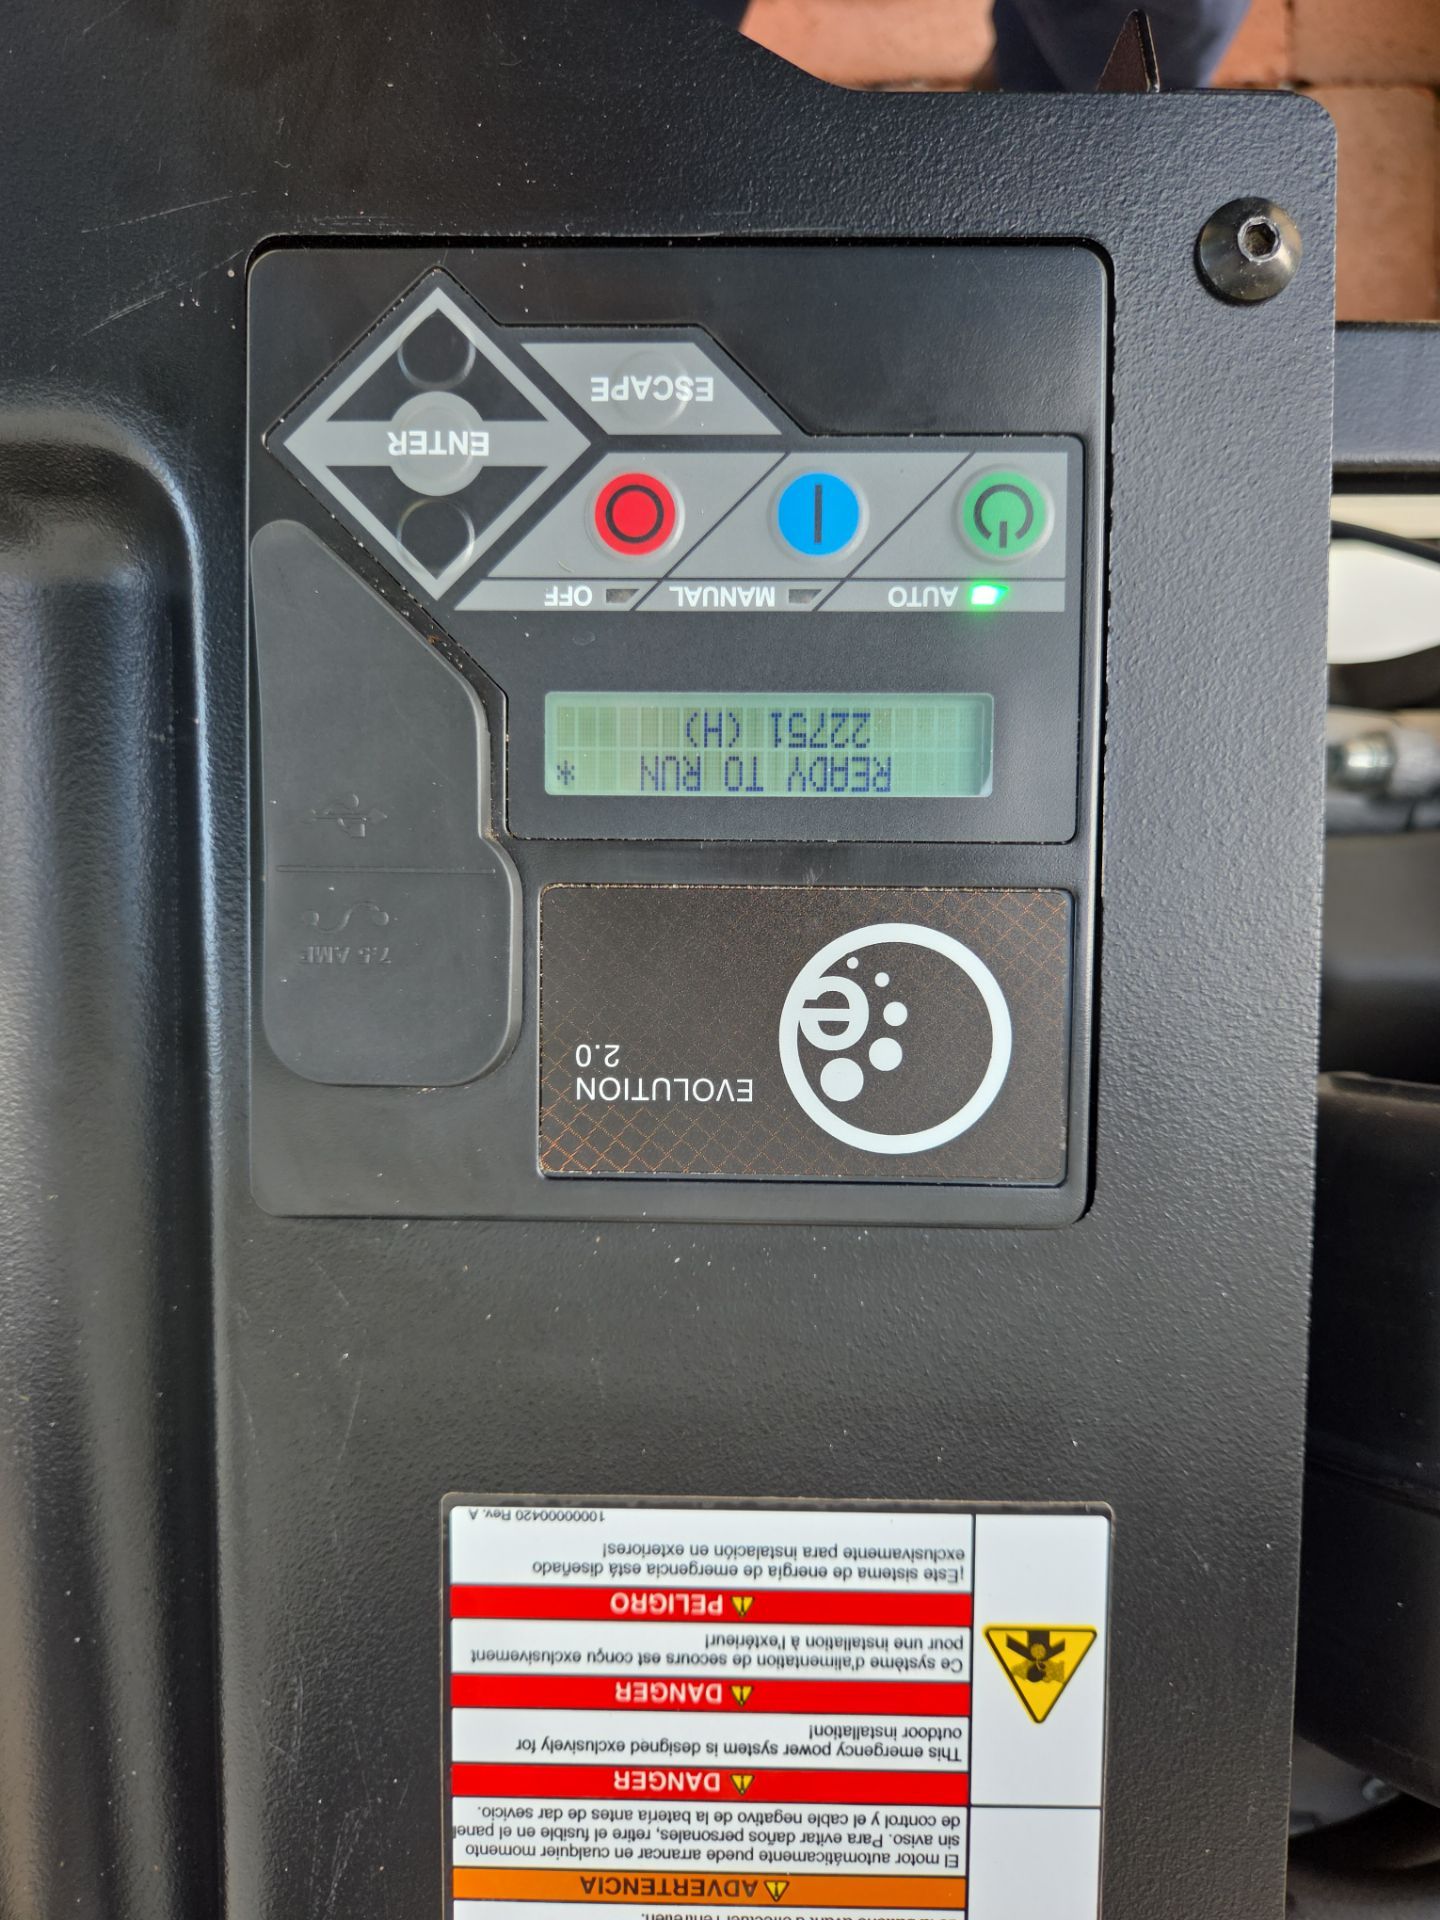 ADVERTENCIA
El motor automáticamente puede arrancar en cualquier momento
sin aviso. Para evitar daños personales, retire el fusible en el panel
de control y el cable negativo de la batería antes de dar sevicio.
DANGER
This emergency power system is designed exclusively for
outdoor installation!
DANGER
Ce système d'alimentation de secours est conçu exclusivement
pour une installation à l'extérieur!
PELIGRO
¡Este sistema de energía de emergencia está diseñado
exclusivamente para instalación en exteriores!
10000000420 Rev. A
e
EVOLUTION
2.0
7.5 AMP
READY TO RUN *
22751 (H)
AUTO MANUAL OFF
ENTER
ESCAPE